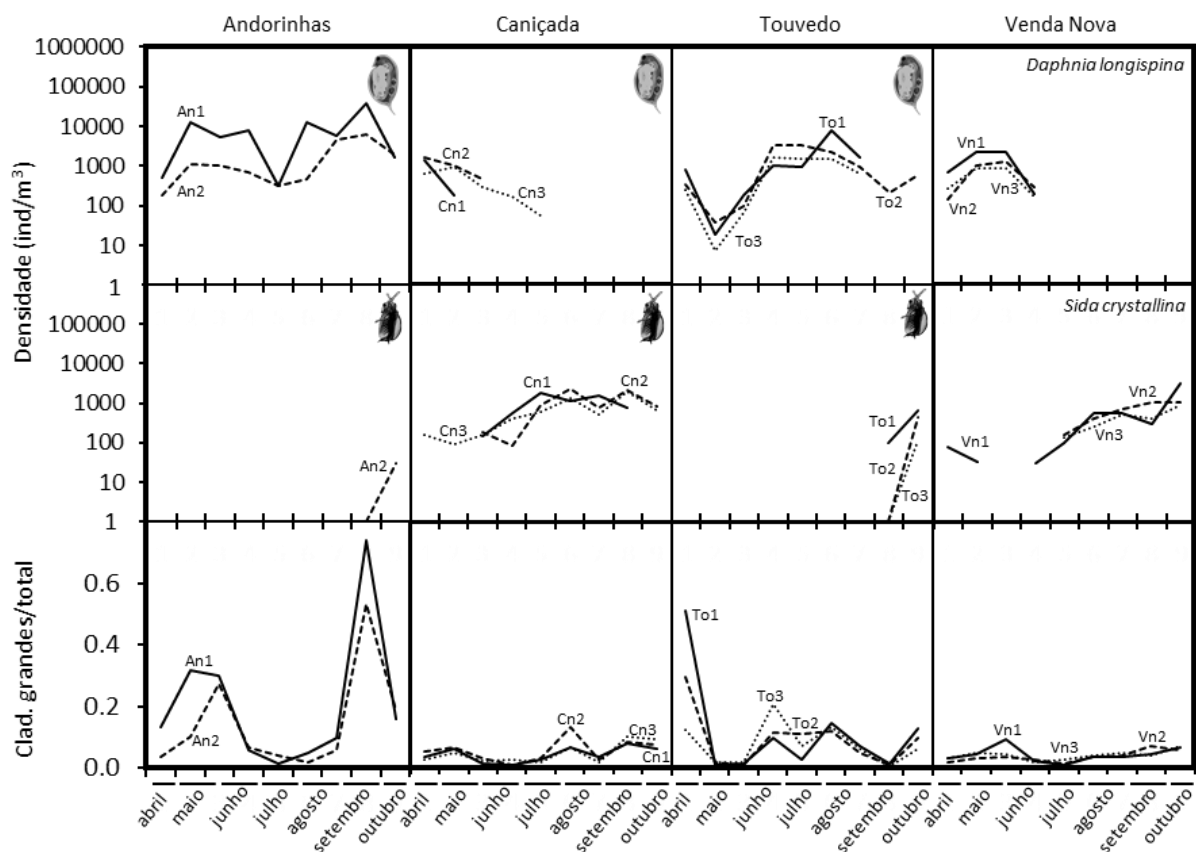 Andorinhas Caniçada Touvedo Venda Nova
Densidade (ind/m³)
1000000
100000
10000
1000
100
10
1
An1
An2
Cn2
Cn3
Cn1
To1
To2
To3
Daphnia longispina
Vn1
Vn3
Vn2
100000
10000
1000
100
10
1
An2
Cn1
Cn2
Cn3
To1
To2
To3
Sida crystallina
Vn2
Vn1
Vn3
Clad. grandes/total
0.6
0.4
0.2
0.0
An1
An2
Cn2
Cn3
Cn1
To1
To3
To2
Vn1
Vn3
Vn2
abril maio junho julho agosto setembro outubro abril maio junho julho agosto setembro outubro abril maio junho julho agosto setembro outubro abril maio junho julho agosto setembro outubro